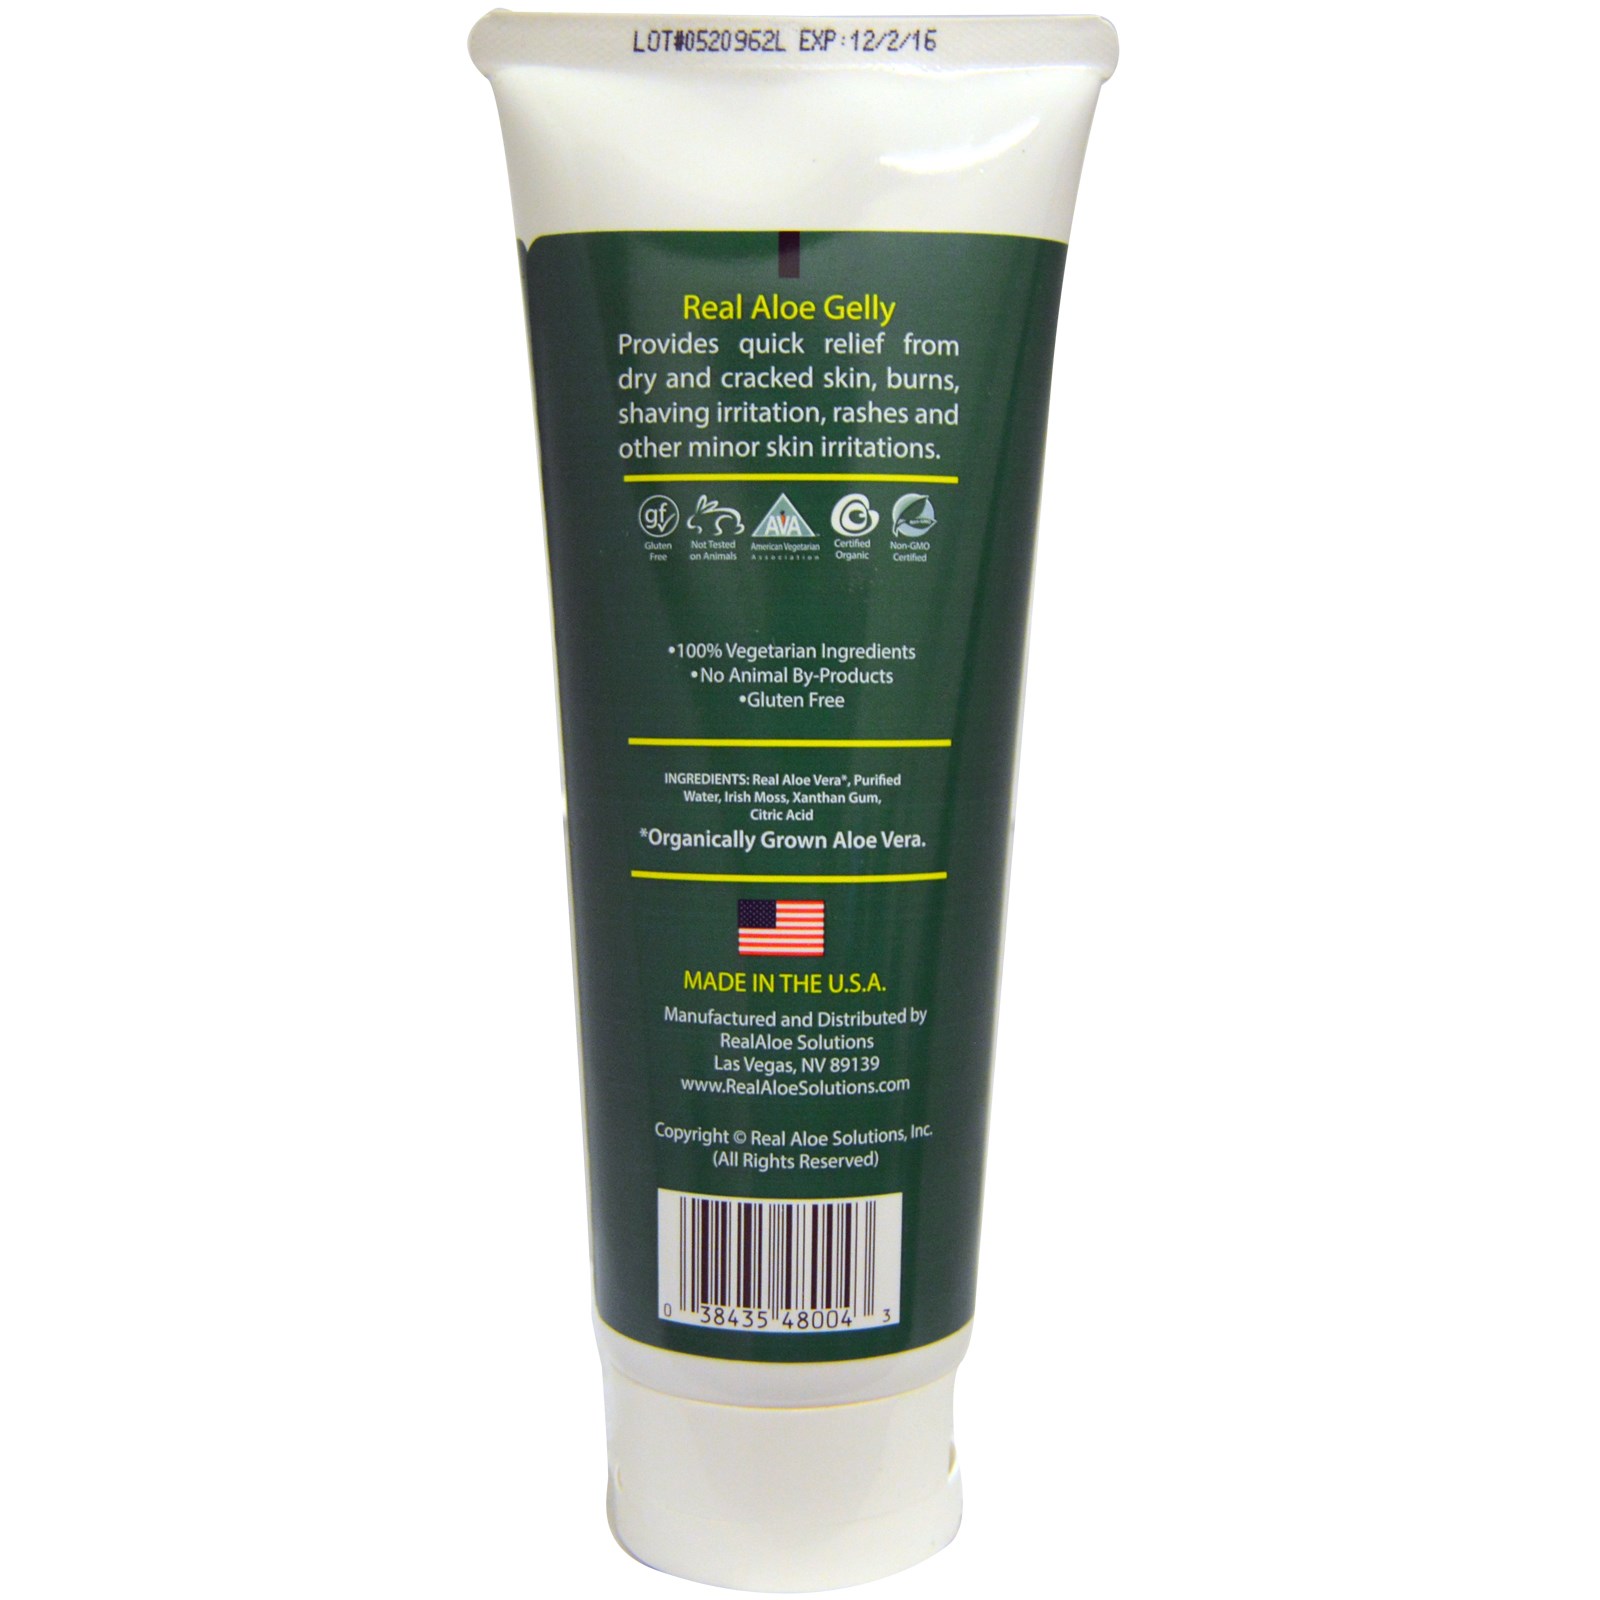 LOT#0520962L EXP:12/2/16
Real Aloe Gelly
Provides quick relief from
dry and cracked skin, burns,
shaving irritation, rashes and
other minor skin irritations.
gf
AVA
Gluten
Free
Not Tested
on Animals
American Vegetarian
Association
Certified
Organic
Non-GMO
Certified
•100% Vegetarian Ingredients
•No Animal By-Products
•Gluten Free
INGREDIENTS: Real Aloe Vera*, Purified
Water, Irish Moss, Xanthan Gum,
Citric Acid
*Organically Grown Aloe Vera.
MADE IN THE U.S.A.
Manufactured and Distributed by
RealAloe Solutions
Las Vegas, NV 89139
www.RealAloeSolutions.com
Copyright © Real Aloe Solutions, Inc.
(All Rights Reserved)
0 38435 48004 3